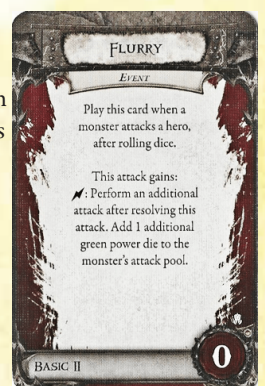 FLURRY
EVENT
Play this card when a
monster attacks a hero,
after rolling dice.
This attack gains:
: Perform an additional
attack after resolving this
attack. Add 1 additional
green power die to the
monster's attack pool.
BASIC II
0